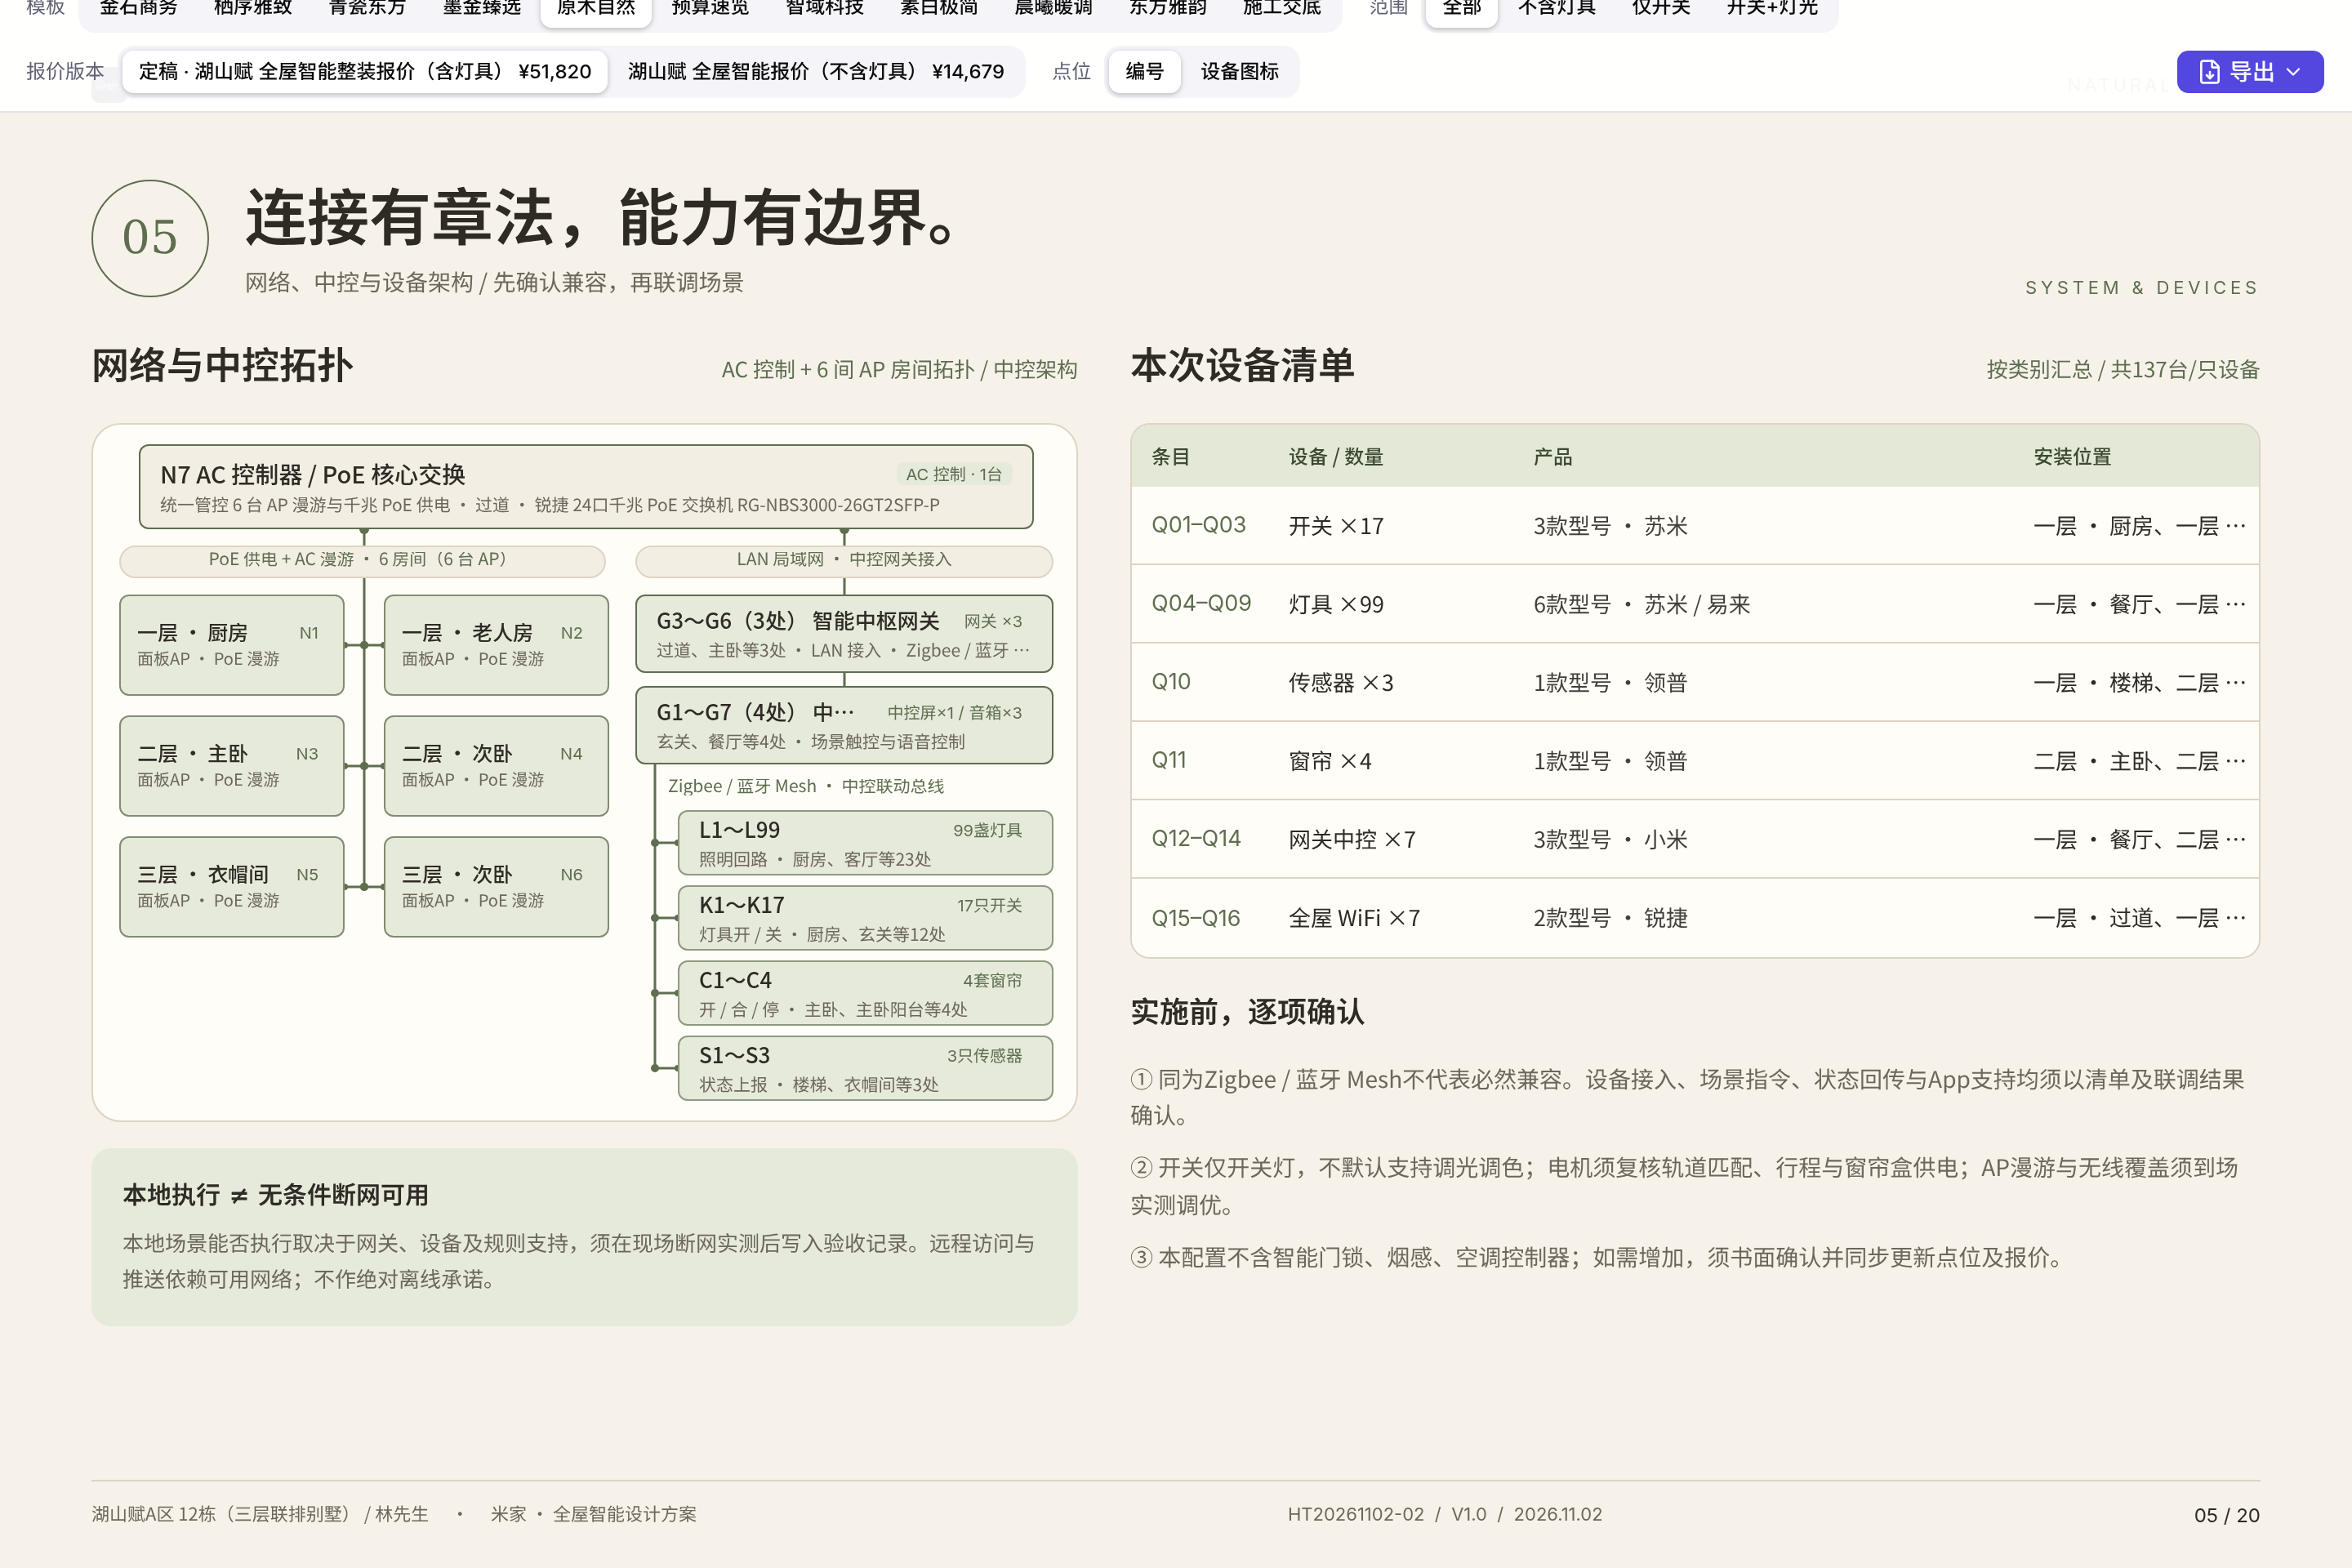 模板 金石商务 栖序雅致 青瓷东方 墨金臻选 原木自然 预算速览 智域科技 素白极简 晨曦暖调 东方雅韵 施工交底 范围 全部 不含灯具 仅开关 开关+灯光
报价版本 定稿 · 湖山赋 全屋智能整装报价（含灯具） ¥51,820 湖山赋 全屋智能报价（不含灯具） ¥14,679 点位 编号 设备图标 NATURAL 导出
05
连接有章法，能力有边界。
网络、中控与设备架构 / 先确认兼容，再联调场景
SYSTEM & DEVICES
网络与中控拓扑
AC 控制 + 6 间 AP 房间拓扑 / 中控架构
N7 AC 控制器 / PoE 核心交换
AC 控制 · 1台
统一管控 6 台 AP 漫游与千兆 PoE 供电 • 过道 • 锐捷 24口千兆 PoE 交换机 RG-NBS3000-26GT2SFP-P
PoE 供电 + AC 漫游 • 6 房间（6 台 AP）
一层 • 厨房 N1
面板AP • PoE 漫游
一层 • 老人房 N2
面板AP • PoE 漫游
二层 • 主卧 N3
面板AP • PoE 漫游
二层 • 次卧 N4
面板AP • PoE 漫游
三层 • 衣帽间 N5
面板AP • PoE 漫游
三层 • 次卧 N6
面板AP • PoE 漫游
LAN 局域网 • 中控网关接入
G3～G6（3处） 智能中枢网关 网关 ×3
过道、主卧等3处 • LAN 接入 • Zigbee / 蓝牙 …
G1～G7（4处） 中… 中控屏×1 / 音箱×3
玄关、餐厅等4处 • 场景触控与语音控制
Zigbee / 蓝牙 Mesh • 中控联动总线
L1～L99 99盏灯具
照明回路 • 厨房、客厅等23处
K1～K17 17只开关
灯具开 / 关 • 厨房、玄关等12处
C1～C4 4套窗帘
开 / 合 / 停 • 主卧、主卧阳台等4处
S1～S3 3只传感器
状态上报 • 楼梯、衣帽间等3处
本地执行 ≠ 无条件断网可用
本地场景能否执行取决于网关、设备及规则支持，须在现场断网实测后写入验收记录。远程访问与
推送依赖可用网络；不作绝对离线承诺。
本次设备清单
按类别汇总 / 共137台/只设备
条目 设备 / 数量 产品 安装位置
Q01–Q03 开关 ×17 3款型号 • 苏米 一层 • 厨房、一层 …
Q04–Q09 灯具 ×99 6款型号 • 苏米 / 易来 一层 • 餐厅、一层 …
Q10 传感器 ×3 1款型号 • 领普 一层 • 楼梯、二层 …
Q11 窗帘 ×4 1款型号 • 领普 二层 • 主卧、二层 …
Q12–Q14 网关中控 ×7 3款型号 • 小米 一层 • 餐厅、二层 …
Q15–Q16 全屋 WiFi ×7 2款型号 • 锐捷 一层 • 过道、一层 …
实施前，逐项确认
① 同为Zigbee / 蓝牙 Mesh不代表必然兼容。设备接入、场景指令、状态回传与App支持均须以清单及联调结果
确认。
② 开关仅开关灯，不默认支持调光调色；电机须复核轨道匹配、行程与窗帘盒供电；AP漫游与无线覆盖须到场
实测调优。
③ 本配置不含智能门锁、烟感、空调控制器；如需增加，须书面确认并同步更新点位及报价。
湖山赋A区 12栋（三层联排别墅） / 林先生 • 米家 • 全屋智能设计方案
HT20261102-02 / V1.0 / 2026.11.02
05 / 20